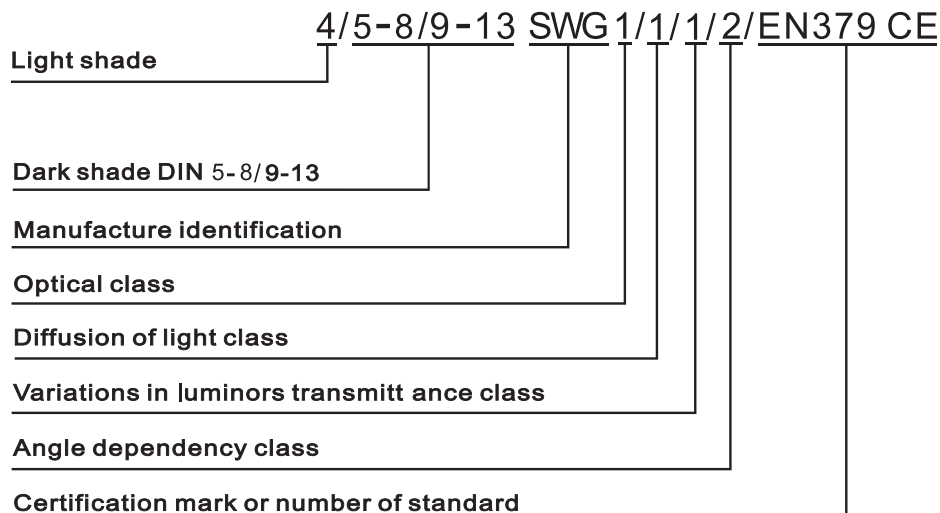 4/5-8/9-13 SWG 1/1/1/2/EN379 CE
Light shade
Dark shade DIN 5-8/9-13
Manufacture identification
Optical class
Diffusion of light class
Variations in luminors transmitt ance class
Angle dependency class
Certification mark or number of standard